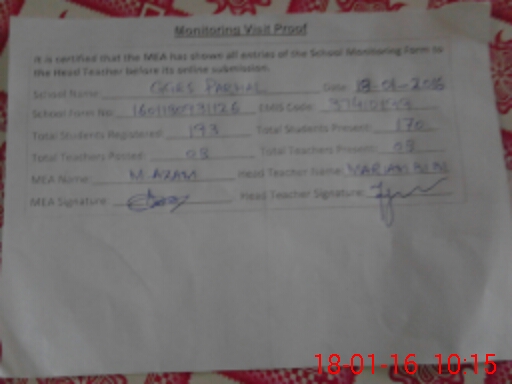 Monitoring Visit Proof
It is certified that the MEA has shown all entries of the School Monitoring Form to
the Head Teacher before its online submission.
School Name: GGES Date: 18-01-2016
School Form No: EMIS Code:
Total Students Registered: 193 Total Students Present: 170
Total Teachers Posted: 08 Total Teachers Present: 08
MEA Name: M.AZAM Head Teacher Name: MARIAM BIBI
MEA Signature: Head Teacher Signature:
18-01-16 10:15